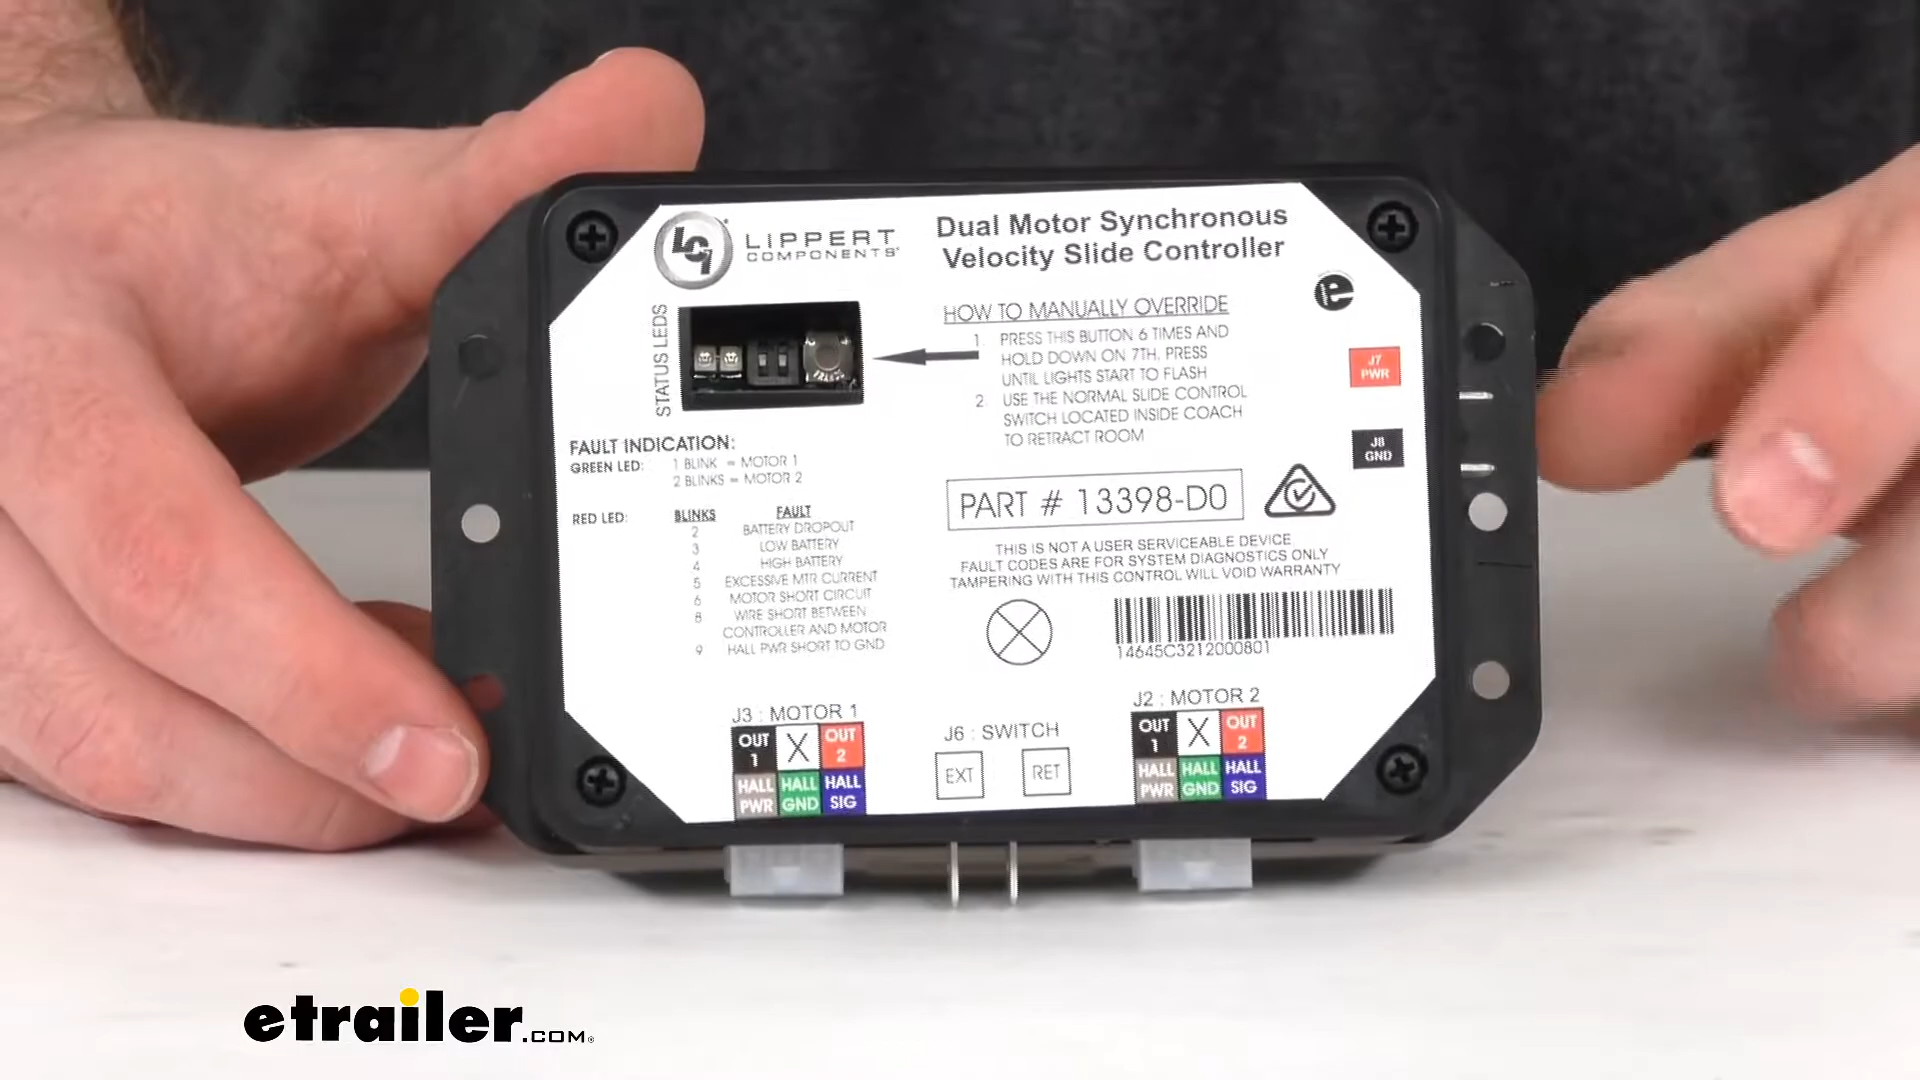 LCI
LIPPERT
COMPONENTS
Dual Motor Synchronous
Velocity Slide Controller
STATUS LEDS
HOW TO MANUALLY OVERRIDE
1. PRESS THIS BUTTON 6 TIMES AND
HOLD DOWN ON 7TH, PRESS
UNTIL LIGHTS START TO FLASH
2. USE THE NORMAL SLIDE CONTROL
SWITCH LOCATED INSIDE COACH
TO RETRACT ROOM
e
J7
PWR
J8
GND
FAULT INDICATION:
GREEN LED: 1 BLINK = MOTOR 1
2 BLINKS = MOTOR 2
RED LED: BLINKS FAULT
2 BATTERY DROPOUT
3 LOW BATTERY
4 HIGH BATTERY
5 EXCESSIVE MTR CURRENT
6 MOTOR SHORT CIRCUIT
8 WIRE SHORT BETWEEN
CONTROLLER AND MOTOR
9 HALL PWR SHORT TO GND
PART # 13398-D0
THIS IS NOT A USER SERVICEABLE DEVICE
FAULT CODES ARE FOR SYSTEM DIAGNOSTICS ONLY
TAMPERING WITH THIS CONTROL WILL VOID WARRANTY
14645C3212000801
J3 : MOTOR 1
OUT 1 X OUT 2
HALL PWR HALL GND HALL SIG
J6 : SWITCH
EXT RET
J2 : MOTOR 2
OUT 1 X OUT 2
HALL PWR HALL GND HALL SIG
etrailer.COM